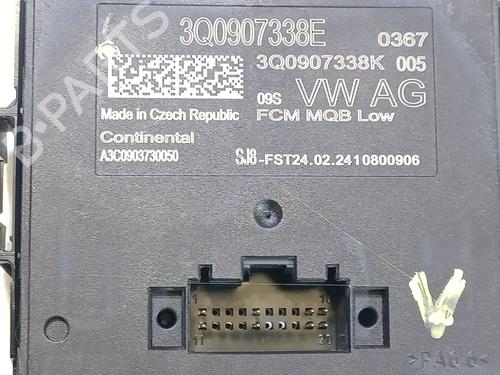 3Q0907338E 0367
3Q0907338K 005
09S VW AG
Made in Czech Republic FCM MQB Low
Continental
A3C0903730050 SJ8-FST24.02.2410800906
1 10
11 20
V
B-PARTS